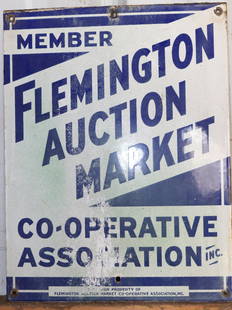 MEMBER
FLEMINGTON
AUCTION
MARKET
CO-OPERATIVE
ASSOCIATION INC.
PROPERTY OF
FLEMINGTON AUCTION MARKET CO-OPERATIVE ASSOCIATION, INC.